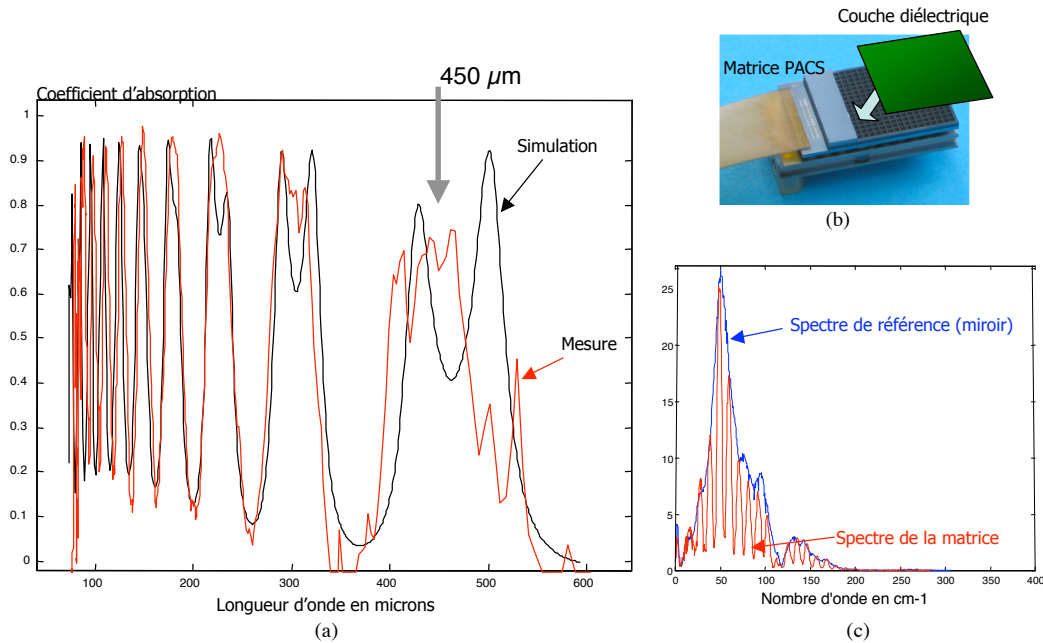 Coefficient d'absorption
450 µm
1
0.9
0.8
0.7
0.6
0.5
0.4
0.3
0.2
0.1
0
Simulation
Mesure
100
200
300
400
500
600
Longueur d'onde en microns
(a)
Couche diélectrique
Matrice PACS
(b)
25
20
15
10
5
0
Spectre de référence (miroir)
Spectre de la matrice
0
50
100
150
200
250
300
350
400
Nombre d'onde en cm-1
(c)